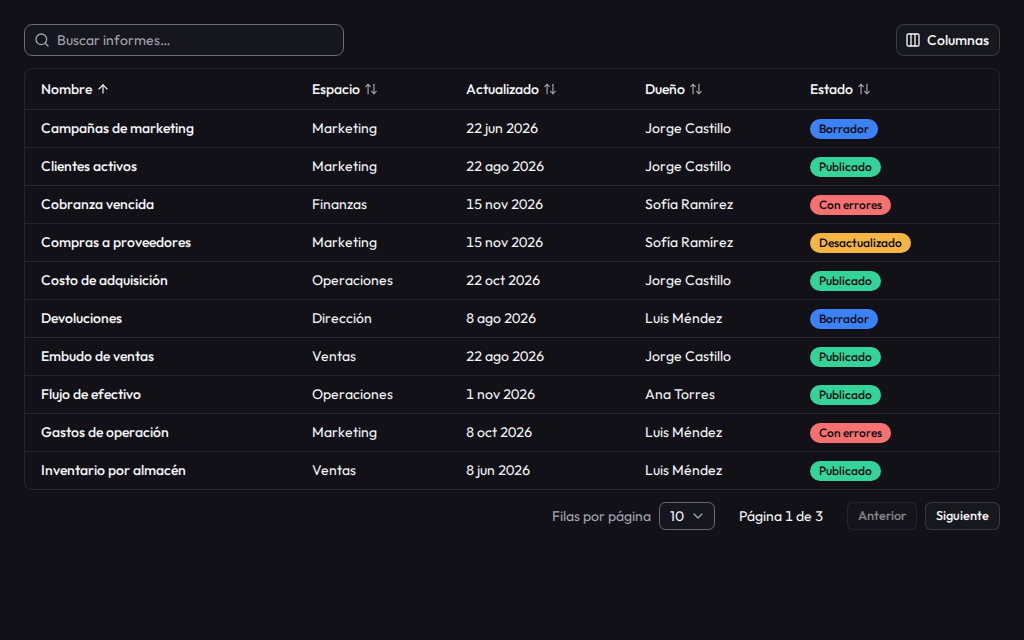 Buscar informes…
Columnas
Nombre Espacio Actualizado Dueño Estado
Campañas de marketing Marketing 22 jun 2026 Jorge Castillo Borrador
Clientes activos Marketing 22 ago 2026 Jorge Castillo Publicado
Cobranza vencida Finanzas 15 nov 2026 Sofía Ramírez Con errores
Compras a proveedores Marketing 15 nov 2026 Sofía Ramírez Desactualizado
Costo de adquisición Operaciones 22 oct 2026 Jorge Castillo Publicado
Devoluciones Dirección 8 ago 2026 Luis Méndez Borrador
Embudo de ventas Ventas 22 ago 2026 Jorge Castillo Publicado
Flujo de efectivo Operaciones 1 nov 2026 Ana Torres Publicado
Gastos de operación Marketing 8 oct 2026 Luis Méndez Con errores
Inventario por almacén Ventas 8 jun 2026 Luis Méndez Publicado
Filas por página 10 Página 1 de 3 Anterior Siguiente